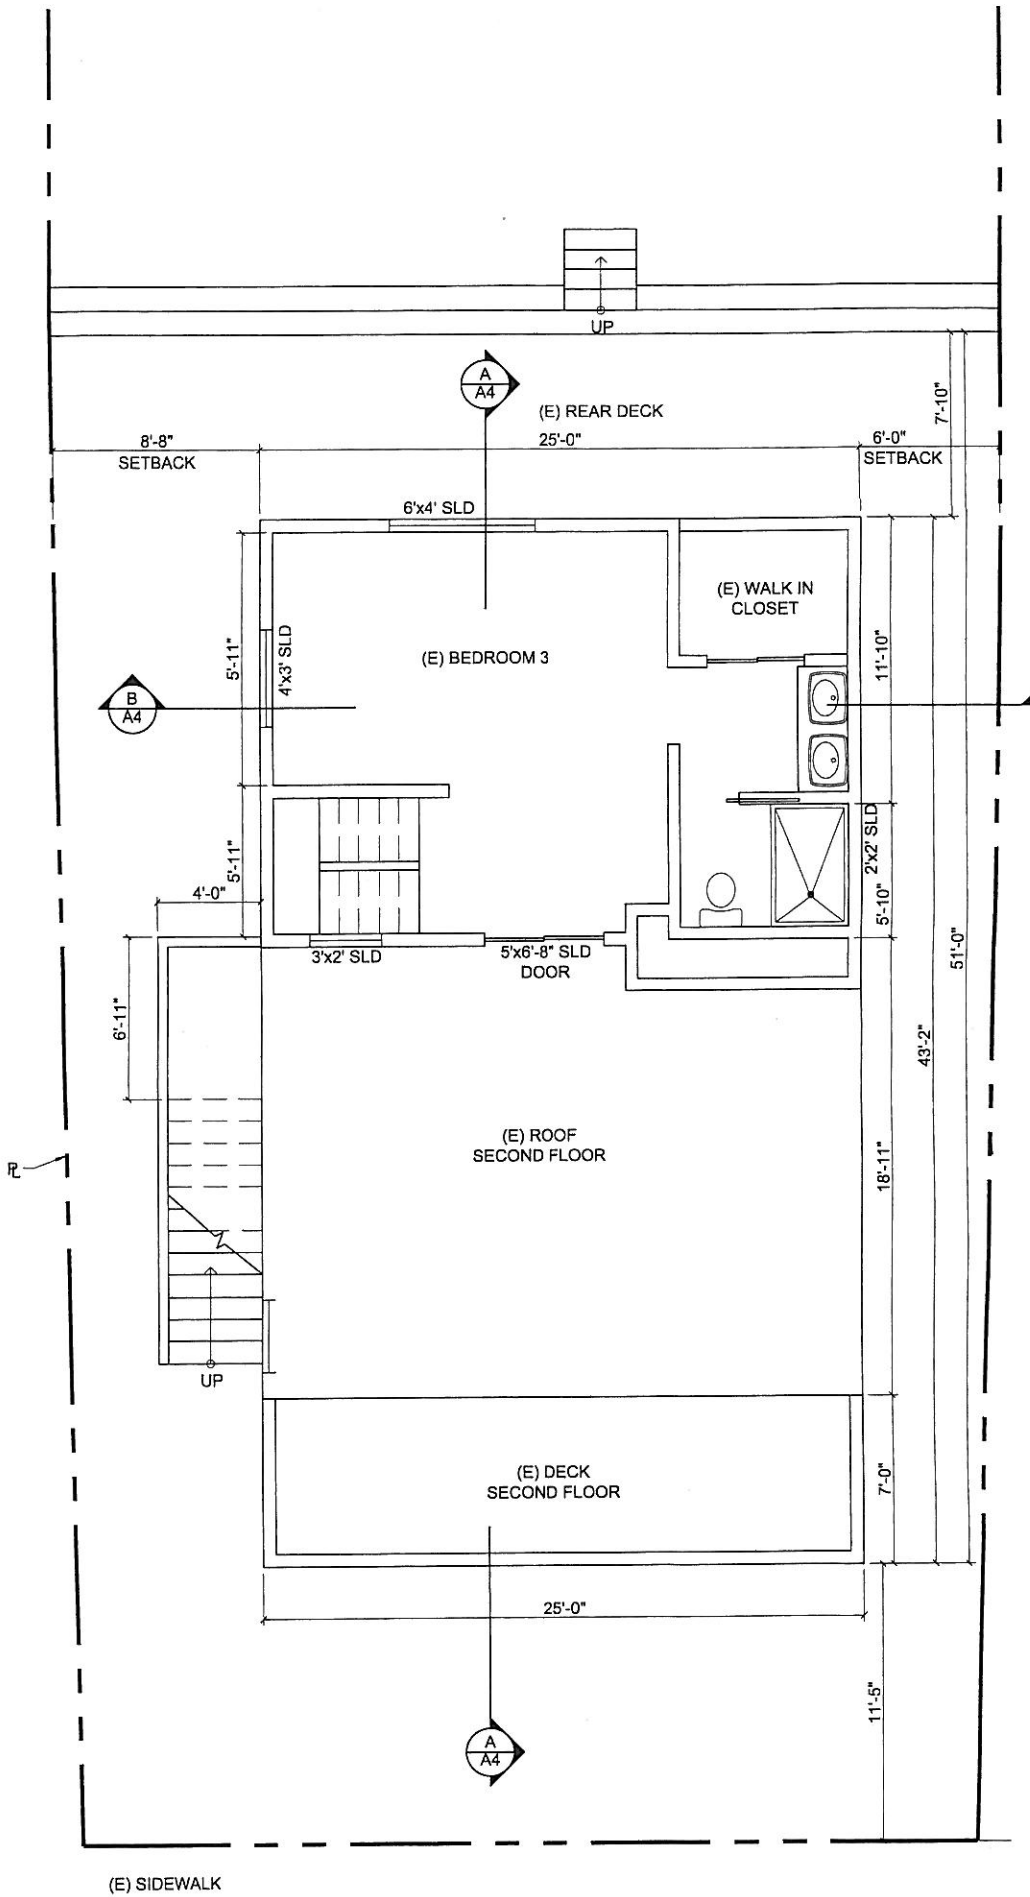 UP
A
A4
(E) REAR DECK
7'-10"
8'-8"
SETBACK
25'-0"
6'-0"
SETBACK
6'x4' SLD
(E) WALK IN
CLOSET
5'-11"
4'x3' SLD
(E) BEDROOM 3
11'-10"
B
A4
5'-11"
2'x2' SLD
5'-10"
4'-0"
3'x2' SLD
5'x6'-8" SLD
DOOR
51'-0"
6'-11"
43'-2"
(E) ROOF
SECOND FLOOR
18'-11"
PL
UP
(E) DECK
SECOND FLOOR
7'-0"
25'-0"
11'-5"
A
A4
(E) SIDEWALK